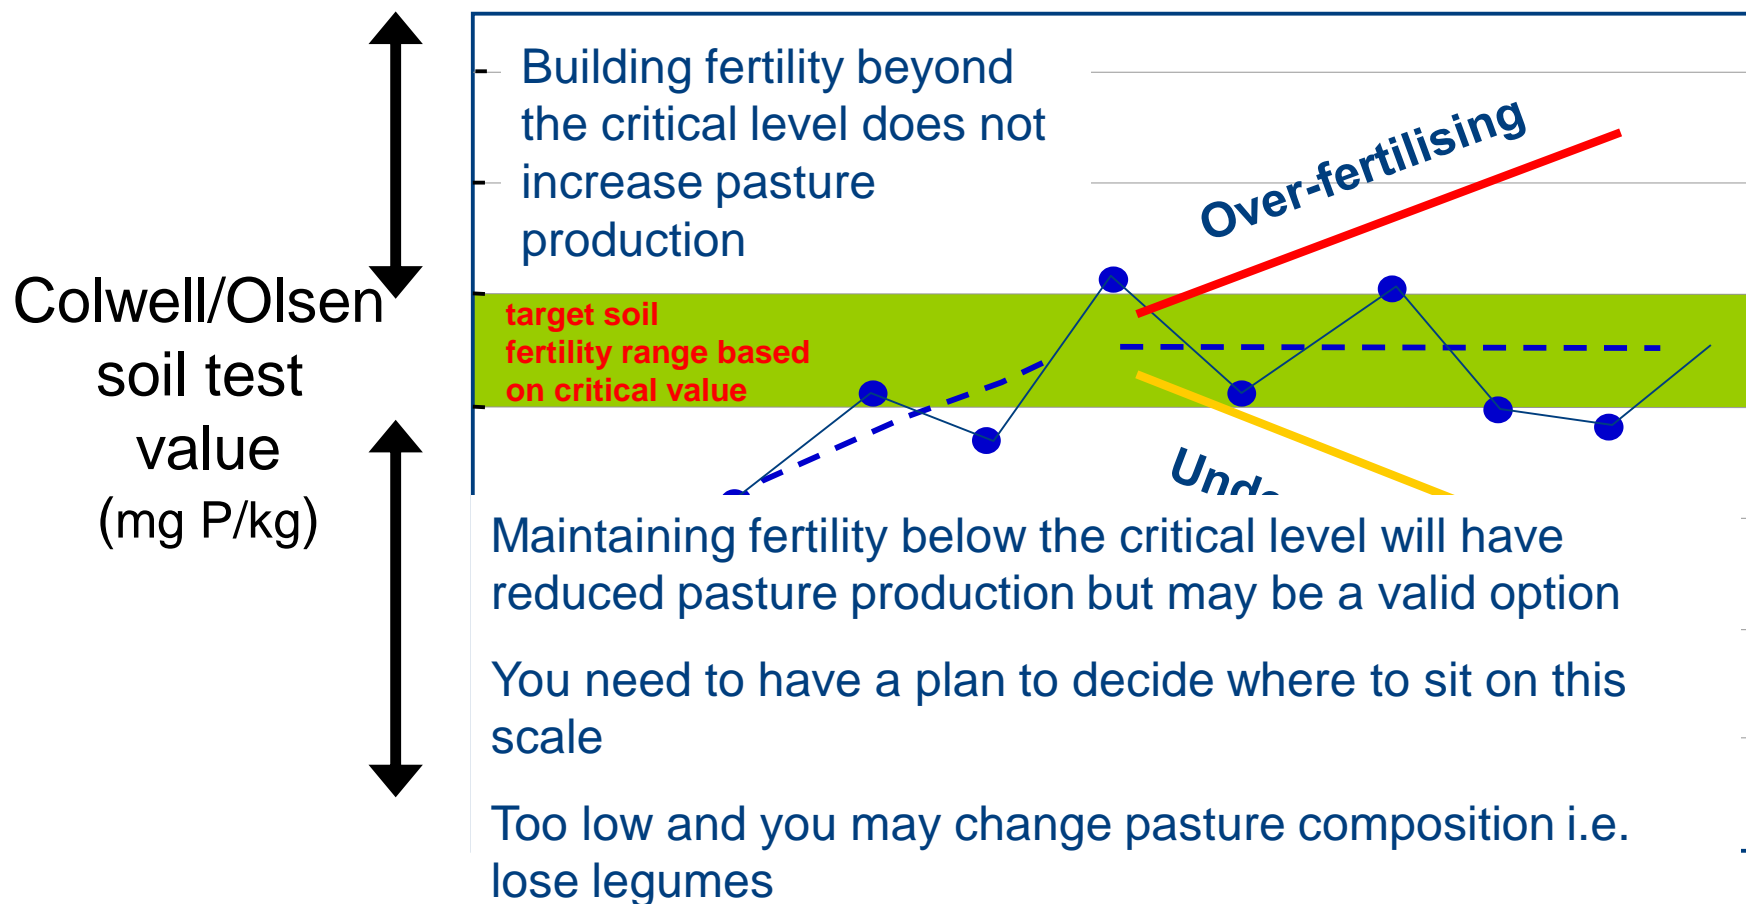 Building fertility beyond
the critical level does not
increase pasture
production
Over-fertilising
Colwell/Olsen
soil test
value
(mg P/kg)
target soil
fertility range based
on critical value
Maintaining fertility below the critical level will have
reduced pasture production but may be a valid option
You need to have a plan to decide where to sit on this
scale
Too low and you may change pasture composition i.e.
lose legumes